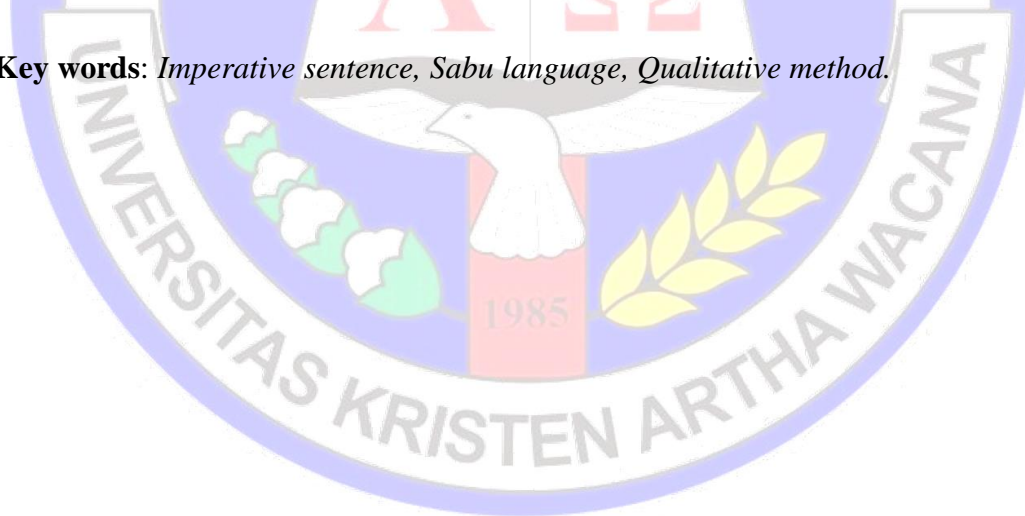 Α Ω
Key words: Imperative sentence, Sabu language, Qualitative method.
1985
UNIVERSITAS KRISTEN ARTHA WACANA